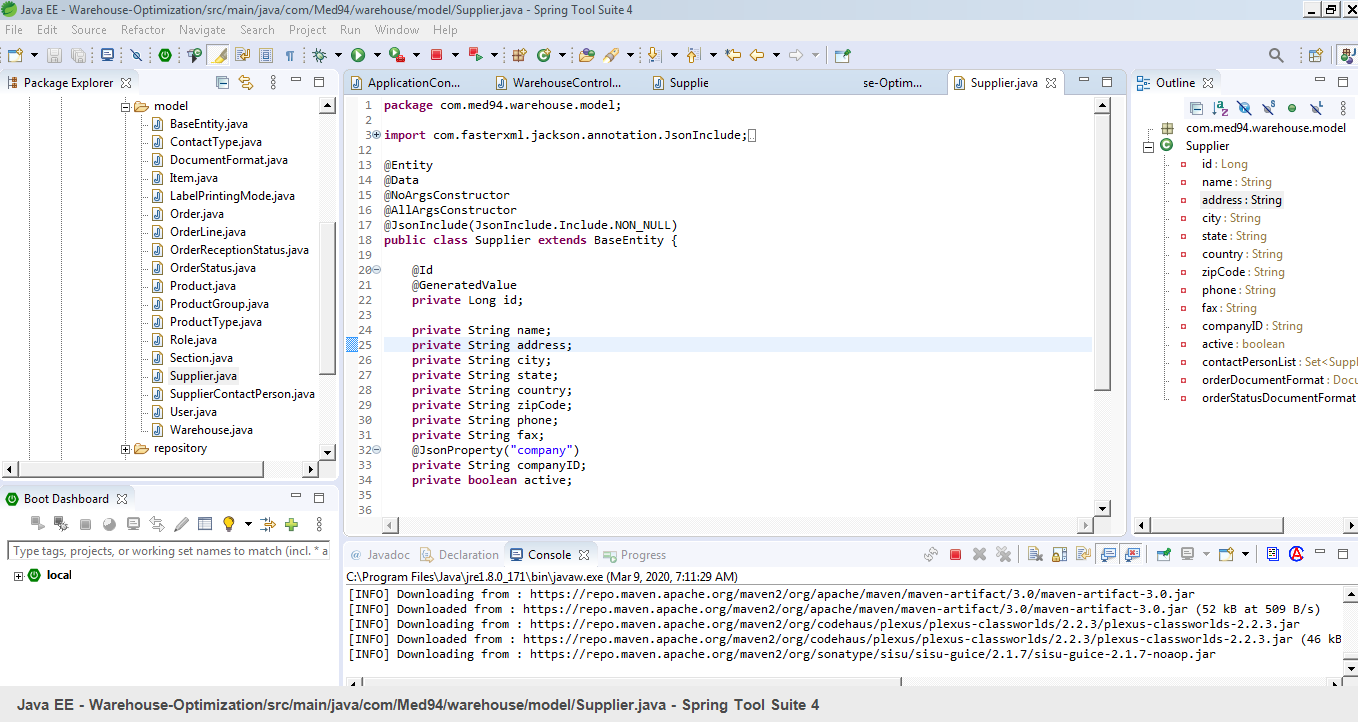 Java EE - Warehouse-Optimization/src/main/java/com/Med94/warehouse/model/Supplier.java - Spring Tool Suite 4
File Edit Source Refactor Navigate Search Project Run Window Help
Package Explorer
model
BaseEntity.java
ContactType.java
DocumentFormat.java
Item.java
LabelPrintingMode.java
Order.java
OrderLine.java
OrderReceptionStatus.java
OrderStatus.java
Product.java
ProductGroup.java
ProductType.java
Role.java
Section.java
Supplier.java
SupplierContactPerson.java
User.java
Warehouse.java
repository
Boot Dashboard
Type tags, projects, or working set names to match (incl. * a
local
ApplicationCon... WarehouseControl... Supplie se-Optim... Supplier.java
1 package com.med94.warehouse.model;
2
3 import com.fasterxml.jackson.annotation.JsonInclude;
12
13 @Entity
14 @Data
15 @NoArgsConstructor
16 @AllArgsConstructor
17 @JsonInclude(JsonInclude.Include.NON_NULL)
18 public class Supplier extends BaseEntity {
19
20 @Id
21 @GeneratedValue
22 private Long id;
23
24 private String name;
25 private String address;
26 private String city;
27 private String state;
28 private String country;
29 private String zipCode;
30 private String phone;
31 private String fax;
32 @JsonProperty("company")
33 private String companyID;
34 private boolean active;
35
36
Outline
com.med94.warehouse.model
Supplier
id : Long
name : String
address : String
city : String
state : String
country : String
zipCode : String
phone : String
fax : String
companyID : String
active : boolean
contactPersonList : Set<Suppl
orderDocumentFormat : Docu
orderStatusDocumentFormat
@ Javadoc Declaration Console Progress
C:\Program Files\Java\jre1.8.0_171\bin\javaw.exe (Mar 9, 2020, 7:11:29 AM)
[INFO] Downloading from : https://repo.maven.apache.org/maven2/org/apache/maven/maven-artifact/3.0/maven-artifact-3.0.jar
[INFO] Downloaded from : https://repo.maven.apache.org/maven2/org/apache/maven/maven-artifact/3.0/maven-artifact-3.0.jar (52 kB at 509 B/s)
[INFO] Downloading from : https://repo.maven.apache.org/maven2/org/codehaus/plexus/plexus-classworlds/2.2.3/plexus-classworlds-2.2.3.jar
[INFO] Downloaded from : https://repo.maven.apache.org/maven2/org/codehaus/plexus/plexus-classworlds/2.2.3/plexus-classworlds-2.2.3.jar (46 kB
[INFO] Downloading from : https://repo.maven.apache.org/maven2/org/sonatype/sisu/sisu-guice/2.1.7/sisu-guice-2.1.7-noaop.jar
Java EE - Warehouse-Optimization/src/main/java/com/Med94/warehouse/model/Supplier.java - Spring Tool Suite 4